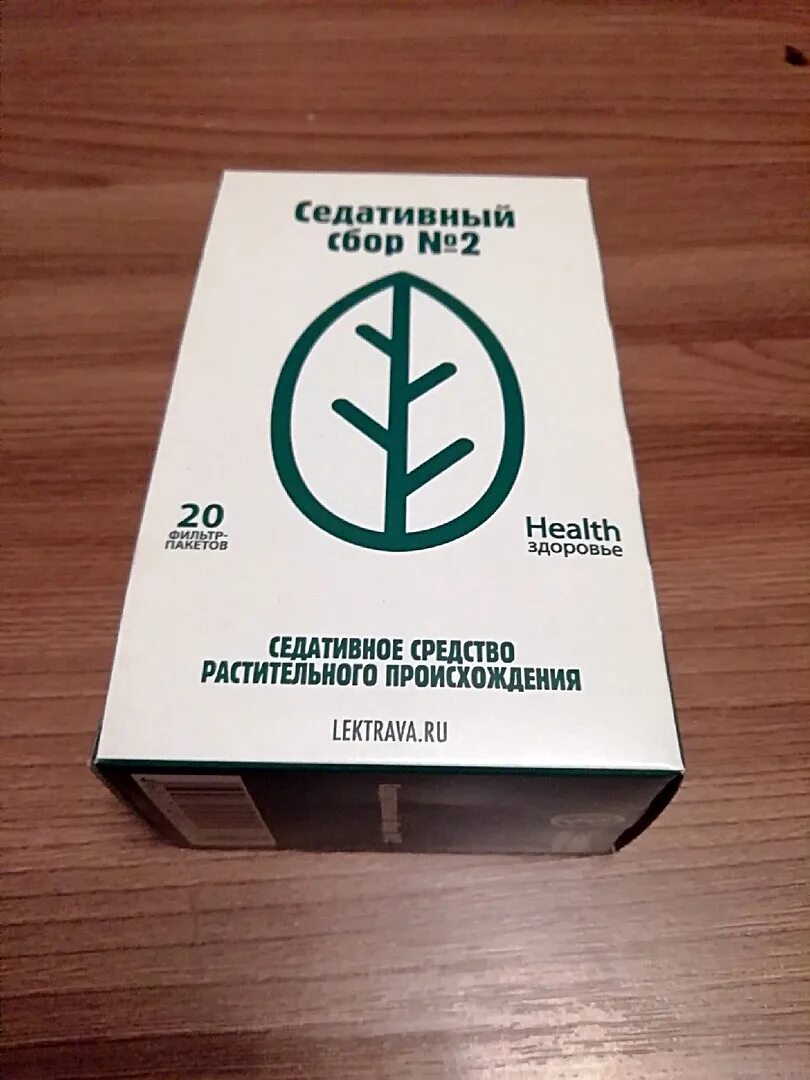 Седативный
сбор №2
20
ФИЛЬТР-
ПАКЕТОВ
Health
здоровье
СЕДАТИВНОЕ СРЕДСТВО
РАСТИТЕЛЬНОГО ПРОИСХОЖДЕНИЯ
LEKTRAVA.RU